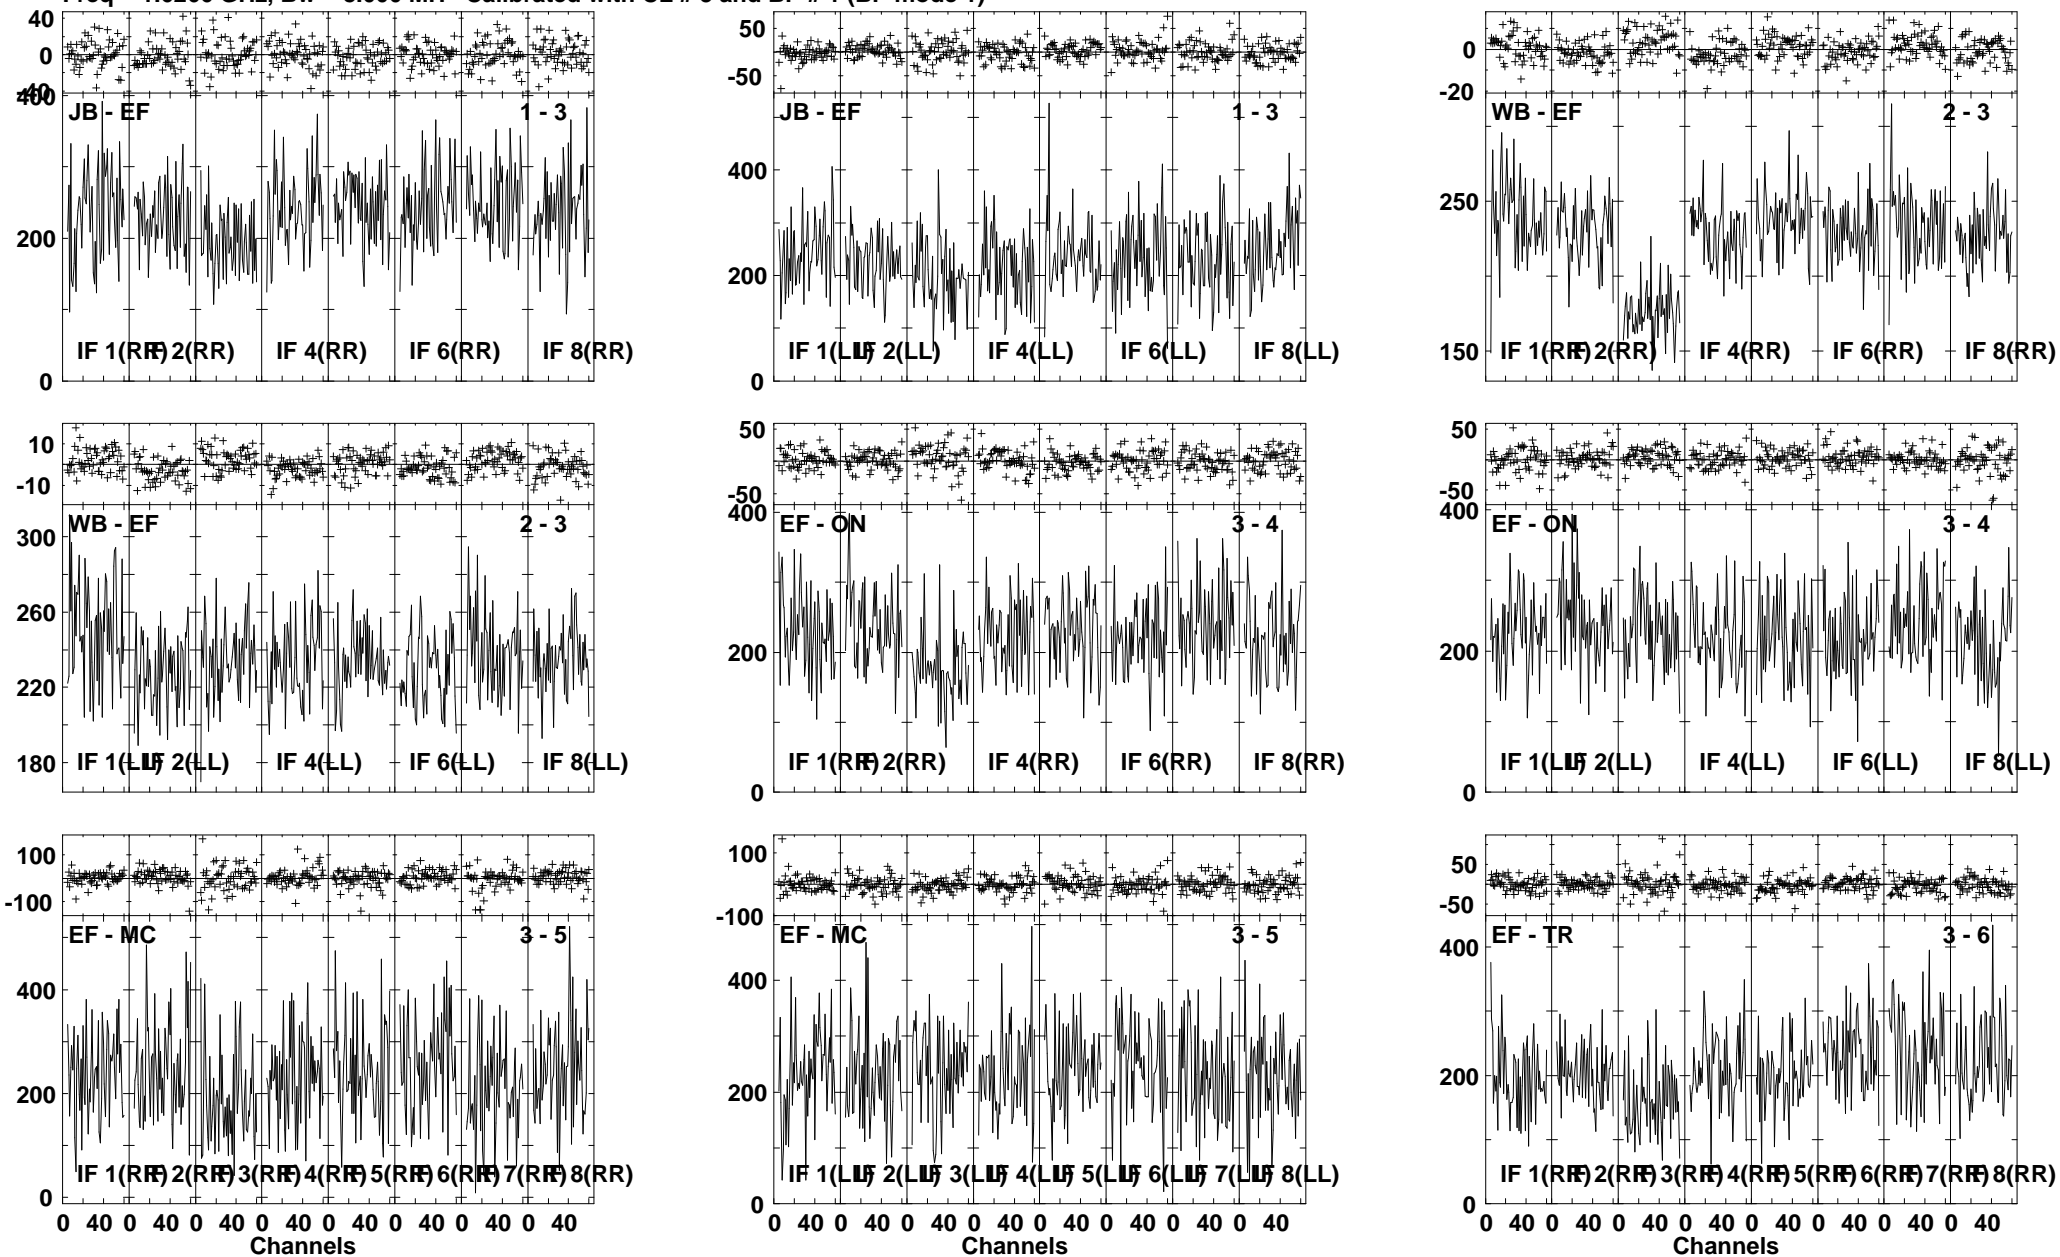 Freq GHz, Bw MH Calibrated with CL # and BP # (BP mode
40
0
-40
400
200
0
JB - EF
1 - 3
IF 1(RR) IF 2(RR) IF 4(RR) IF 6(RR) IF 8(RR)
50
-50
400
200
0
JB - EF
1 - 3
IF 1(LL) IF 2(LL) IF 4(LL) IF 6(LL) IF 8(LL)
0
-20
250
150
WB - EF
2 - 3
IF 1(RR) IF 2(RR) IF 4(RR) IF 6(RR) IF 8(RR)
10
-10
300
260
220
180
WB - EF
2 - 3
IF 1(LL) IF 2(LL) IF 4(LL) IF 6(LL) IF 8(LL)
50
-50
400
200
0
EF - ON
3 - 4
IF 1(RR) IF 2(RR) IF 4(RR) IF 6(RR) IF 8(RR)
50
-50
400
200
0
EF - ON
3 - 4
IF 1(LL) IF 2(LL) IF 4(LL) IF 6(LL) IF 8(LL)
100
-100
400
200
0
EF - MC
3 - 5
IF 1(RR) IF 2(RR) IF 3(RR) IF 4(RR) IF 5(RR) IF 6(RR) IF 7(RR) IF 8(RR)
0 40 0 40 0 40 0 40 0 40 0 40 0 40 0 40
Channels
100
-100
400
200
0
EF - MC
3 - 5
IF 1(LL) IF 2(LL) IF 3(LL) IF 4(LL) IF 5(LL) IF 6(LL) IF 7(LL) IF 8(LL)
0 40 0 40 0 40 0 40 0 40 0 40 0 40 0 40
Channels
50
-50
400
200
0
EF - TR
3 - 6
IF 1(RR) IF 2(RR) IF 3(RR) IF 4(RR) IF 5(RR) IF 6(RR) IF 7(RR) IF 8(RR)
0 40 0 40 0 40 0 40 0 40 0 40 0 40 0 40
Channels